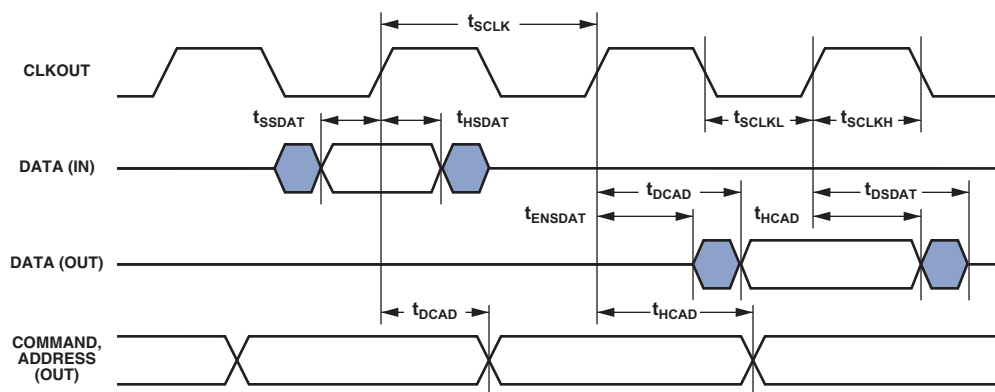 tSCLK
CLKOUT
tSSDAT
tHSDAT
tSCLKL
tSCLKH
DATA (IN)
tDCAD
tDSDAT
tENSDAT
tHCAD
DATA (OUT)
tDCAD
tHCAD
COMMAND,
ADDRESS
(OUT)